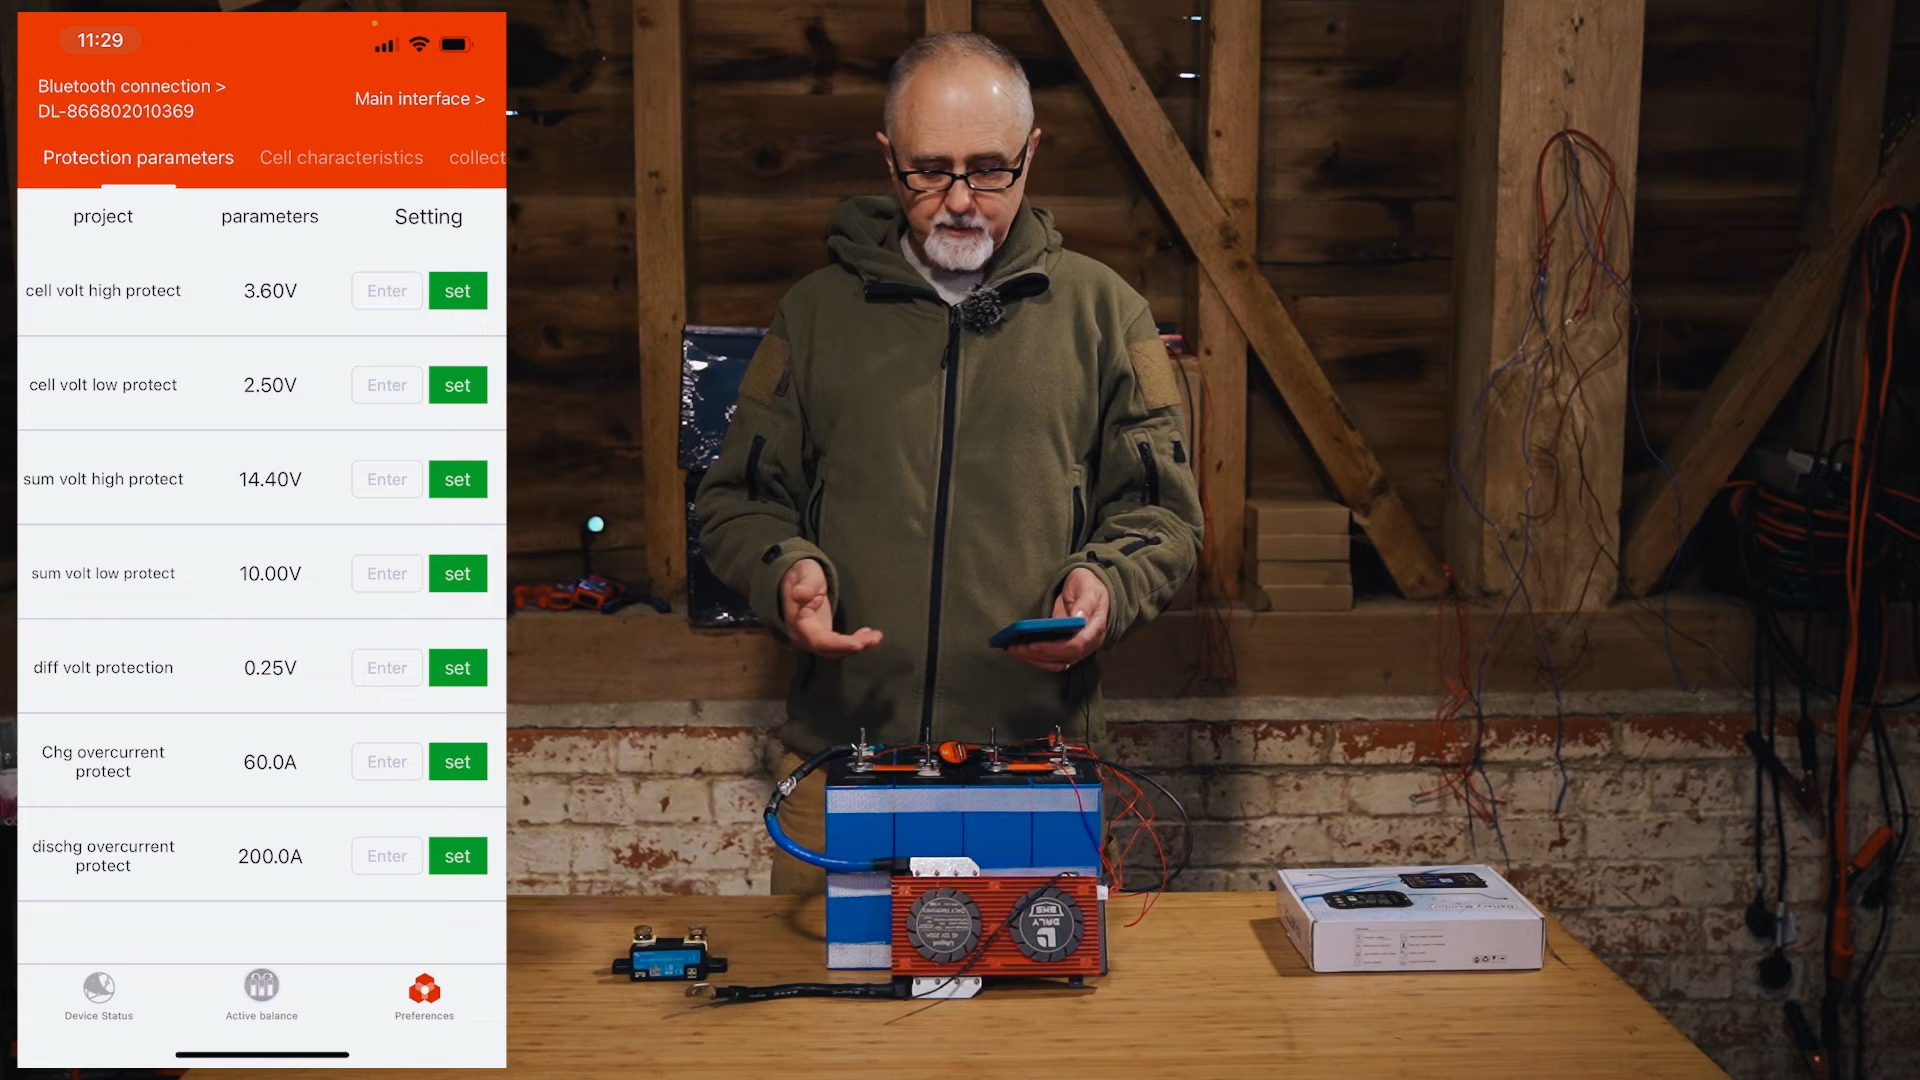 11:29
Bluetooth connection >
DL-866802010369
Main interface >
Protection parameters Cell characteristics collect
project parameters Setting
cell volt high protect 3.60V Enter set
cell volt low protect 2.50V Enter set
sum volt high protect 14.40V Enter set
sum volt low protect 10.00V Enter set
diff volt protection 0.25V Enter set
Chg overcurrent
protect
60.0A Enter set
dischg overcurrent
protect
200.0A Enter set
Device Status Active balance Preferences
DALY
BMS